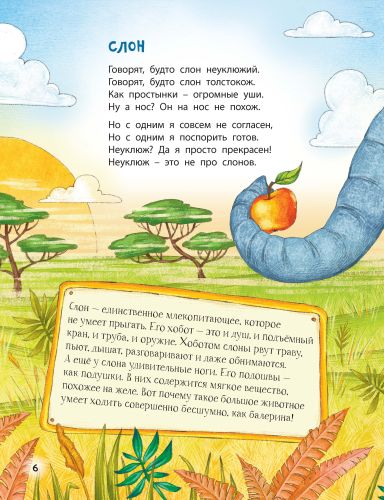 СЛОН
Говорят, будто слон неуклюжий.
Говорят, будто слон толстокож.
Как простынки – огромные уши.
Ну а нос? Он на нос не похож.
Но с одним я совсем не согласен,
Но с одним я поспорить готов.
Неуклюж? Да я просто прекрасен!
Неуклюж – это не про слонов.
Слон – единственное млекопитающее, которое
не умеет прыгать. Его хобот – это и душ, и подъёмный
кран, и труба, и оружие. Хоботом слоны рвут траву,
пьют, дышат, разговаривают и даже обнимаются.
А ещё у слона удивительные ноги. Его подошвы –
как подушки. В них содержится мягкое вещество,
похожее на желе. Вот почему такое большое животное
умеет ходить совершенно бесшумно, как балерина!
6